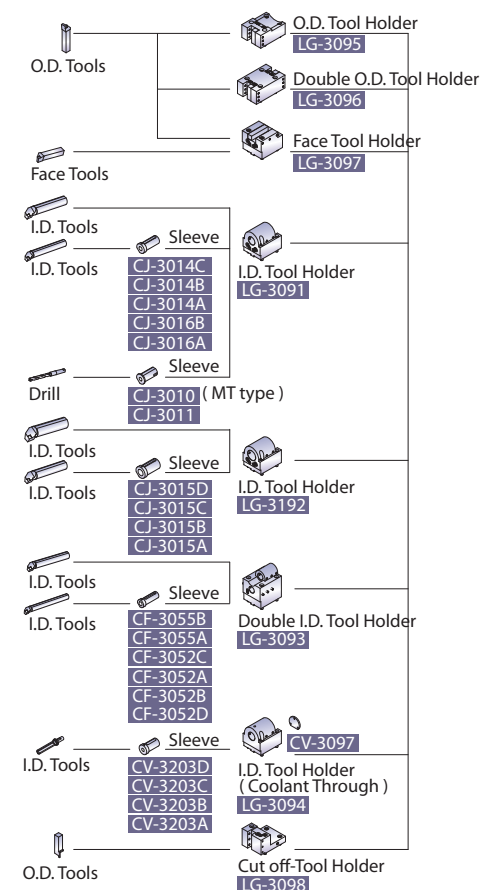 O.D. Tool Holder
LG-3095
O.D. Tools
Double O.D. Tool Holder
LG-3096
Face Tool Holder
LG-3097
Face Tools
I.D. Tools
Sleeve
I.D. Tools
CJ-3014C
CJ-3014B
CJ-3014A
CJ-3016B
CJ-3016A
I.D. Tool Holder
LG-3091
Sleeve
Drill
CJ-3010 ( MT type )
CJ-3011
I.D. Tools
Sleeve
I.D. Tools
CJ-3015D
CJ-3015C
CJ-3015B
CJ-3015A
I.D. Tool Holder
LG-3192
I.D. Tools
Sleeve
I.D. Tools
CF-3055B
CF-3055A
CF-3052C
CF-3052A
CF-3052B
CF-3052D
Double I.D. Tool Holder
LG-3093
Sleeve
I.D. Tools
CV-3203D
CV-3203C
CV-3203B
CV-3203A
CV-3097
I.D. Tool Holder
( Coolant Through )
LG-3094
O.D. Tools
Cut off-Tool Holder
LG-3098